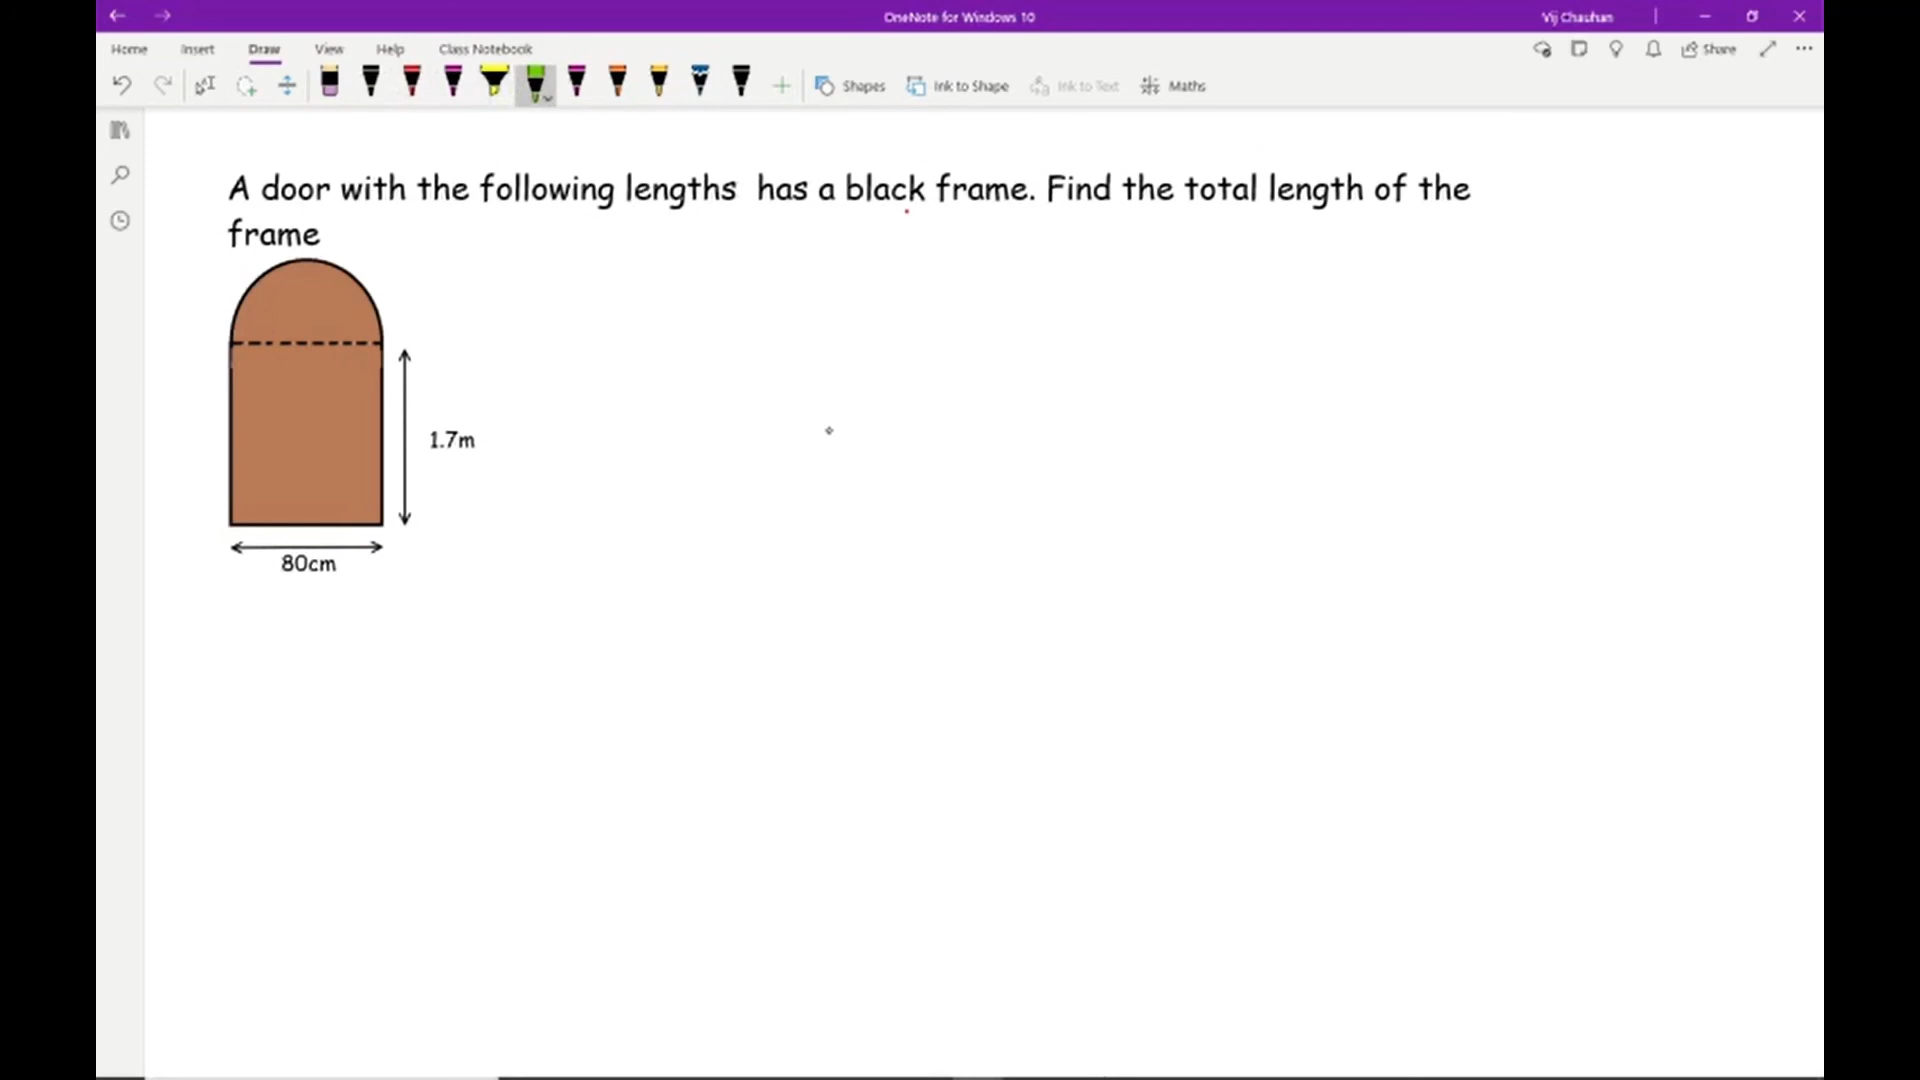 OneNote for Windows 10
Vij Chauhan
Home Insert Draw View Help Class Notebook
Share
Shapes Ink to Shape Ink to Text Maths
A door with the following lengths has a black frame. Find the total length of the
frame
1.7m
80cm